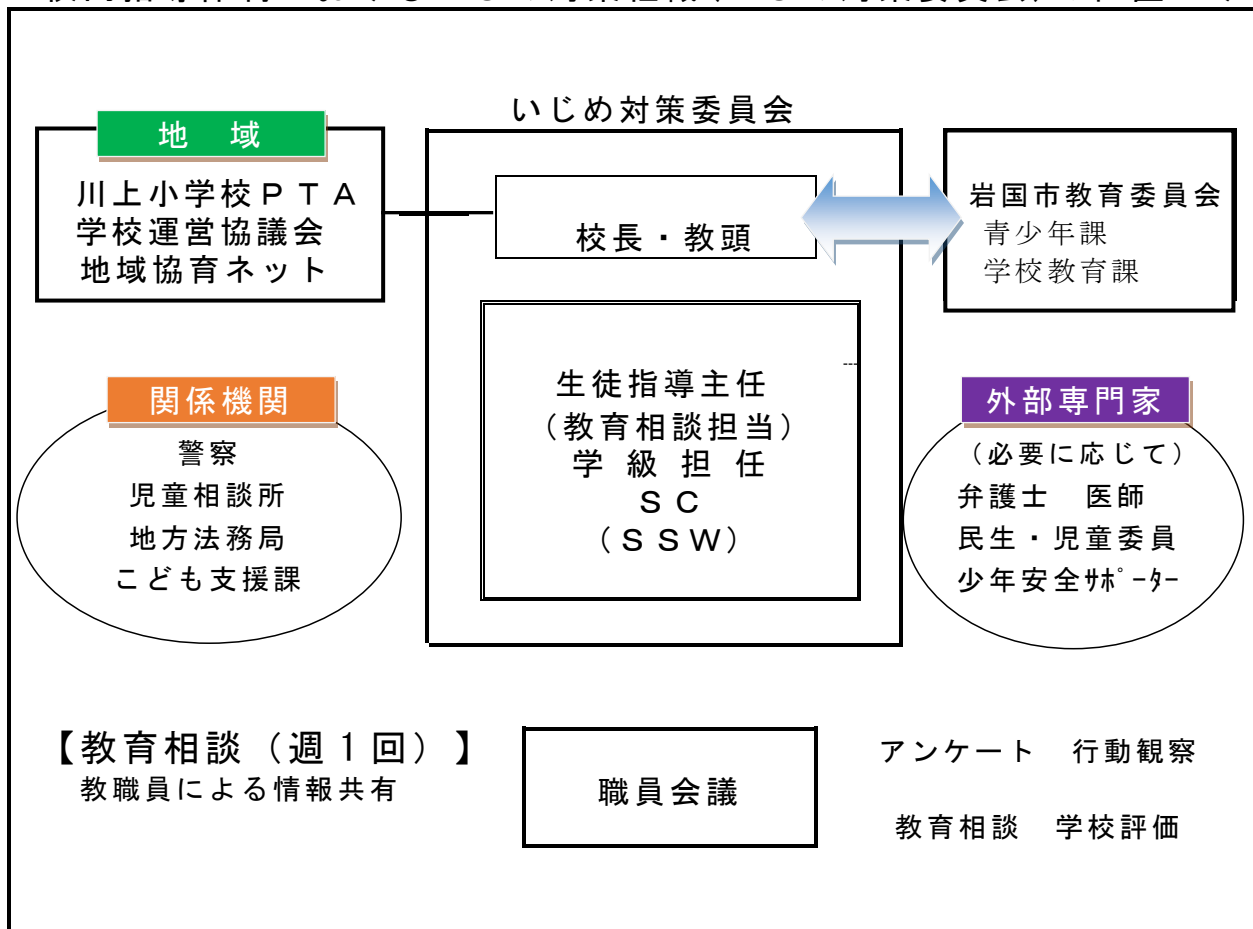 いじめ対策委員会
地　域
川上小学校ＰＴＡ
学校運営協議会
地域協育ネット
校長・教頭
岩国市教育委員会
青少年課
学校教育課
生徒指導主任
（教育相談担当）
学級担任
ＳＣ
（ＳＳＷ）
関係機関
警察
児童相談所
地方法務局
こども支援課
外部専門家
（必要に応じて）
弁護士　医師
民生・児童委員
少年安全ｻﾎﾟｰﾀｰ
【教育相談（週１回）】
教職員による情報共有
職員会議
アンケート　行動観察
教育相談　学校評価